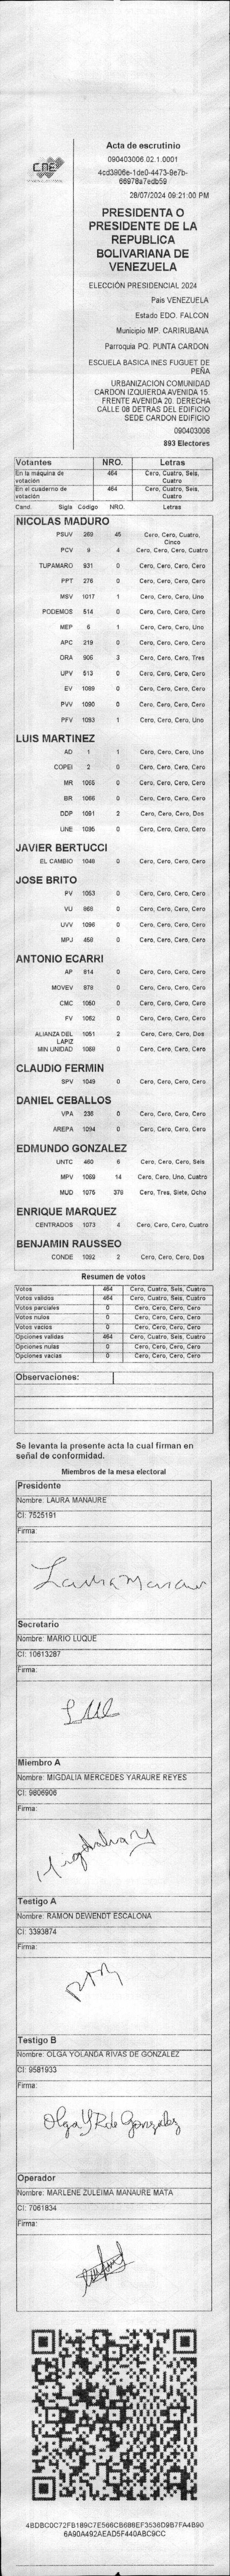 CNE
Acta de escrutinio
090403006.02.1.0001
4cd3906e-1de0-4473-9e7b-
66978a7edb59
28/07/2024 09:21:00 PM
PRESIDENTA O
PRESIDENTE DE LA
REPUBLICA
BOLIVARIANA DE
VENEZUELA
ELECCIÓN PRESIDENCIAL 2024
Pais VENEZUELA
Estado EDO. FALCON
Municipio MP. CARIRUBANA
Parroquia PQ. PUNTA CARDON
ESCUELA BASICA INES FUGUET DE
PEÑA
URBANIZACION COMUNIDAD
CARDON IZQUIERDA AVENIDA 15.
FRENTE AVENIDA 20. DERECHA
CALLE 08 DETRAS DEL EDIFICIO
SEDE CARDON EDIFICIO
090403006
893 Electores
Votantes NRO. Letras
En la máquina de votación 464 Cero, Cuatro, Seis, Cuatro
En el cuaderno de votación 464 Cero, Cuatro, Seis, Cuatro
Cand. Sigla Código NRO. Letras
NICOLAS MADURO
PSUV 269 45 Cero, Cero, Cuatro, Cinco
PCV 9 4 Cero, Cero, Cero, Cuatro
TUPAMARO 931 0 Cero, Cero, Cero, Cero
PPT 276 0 Cero, Cero, Cero, Cero
MSV 1017 1 Cero, Cero, Cero, Uno
PODEMOS 514 0 Cero, Cero, Cero, Cero
MEP 6 1 Cero, Cero, Cero, Uno
APC 219 0 Cero, Cero, Cero, Cero
ORA 906 3 Cero, Cero, Cero, Tres
UPV 513 0 Cero, Cero, Cero, Cero
EV 1099 0 Cero, Cero, Cero, Cero
PVV 1090 0 Cero, Cero, Cero, Cero
PFV 1093 1 Cero, Cero, Cero, Uno
LUIS MARTINEZ
AD 1 1 Cero, Cero, Cero, Uno
COPEI 2 0 Cero, Cero, Cero, Cero
MR 1065 0 Cero, Cero, Cero, Cero
BR 1066 0 Cero, Cero, Cero, Cero
DDP 1091 2 Cero, Cero, Cero, Dos
UNE 1095 0 Cero, Cero, Cero, Cero
JAVIER BERTUCCI
EL CAMBIO 1048 0 Cero, Cero, Cero, Cero
JOSE BRITO
PV 1053 0 Cero, Cero, Cero, Cero
VU 868 0 Cero, Cero, Cero, Cero
UVV 1096 0 Cero, Cero, Cero, Cero
MPJ 458 0 Cero, Cero, Cero, Cero
ANTONIO ECARRI
AP 814 0 Cero, Cero, Cero, Cero
MOVEV 878 0 Cero, Cero, Cero, Cero
CMC 1050 0 Cero, Cero, Cero, Cero
FV 1052 0 Cero, Cero, Cero, Cero
ALIANZA DEL LAPIZ 1051 2 Cero, Cero, Cero, Dos
MIN UNIDAD 1058 0 Cero, Cero, Cero, Cero
CLAUDIO FERMIN
SPV 1049 0 Cero, Cero, Cero, Cero
DANIEL CEBALLOS
VPA 236 0 Cero, Cero, Cero, Cero
AREPA 1094 0 Cero, Cero, Cero, Cero
EDMUNDO GONZALEZ
UNTC 460 6 Cero, Cero, Cero, Seis
MPV 1069 14 Cero, Cero, Uno, Cuatro
MUD 1075 378 Cero, Tres, Siete, Ocho
ENRIQUE MARQUEZ
CENTRADOS 1073 4 Cero, Cero, Cero, Cuatro
BENJAMIN RAUSSEO
CONDE 1092 2 Cero, Cero, Cero, Dos
Resumen de votos
Votos 464 Cero, Cuatro, Seis, Cuatro
Votos validos 464 Cero, Cuatro, Seis, Cuatro
Votos parciales 0 Cero, Cero, Cero, Cero
Votos nulos 0 Cero, Cero, Cero, Cero
Votos vacios 0 Cero, Cero, Cero, Cero
Opciones validas 464 Cero, Cuatro, Seis, Cuatro
Opciones nulas 0 Cero, Cero, Cero, Cero
Opciones vacias 0 Cero, Cero, Cero, Cero
Observaciones:
Se levanta la presente acta la cual firman en
señal de conformidad.
Miembros de la mesa electoral
Presidente
Nombre: LAURA MANAURE
CI: 7525191
Firma:
Laura Manaure
Secretario
Nombre: MARIO LUQUE
CI: 10613287
Firma:
Miembro A
Nombre: MIGDALIA MERCEDES YARAURE REYES
CI: 9806906
Firma:
Migdalia Y
Testigo A
Nombre: RAMON DEWENDT ESCALONA
CI: 3393874
Firma:
Testigo B
Nombre: OLGA YOLANDA RIVAS DE GONZALEZ
CI: 9581933
Firma:
Olga Y R de Gonzalez
Operador
Nombre: MARLENE ZULEIMA MANAURE MATA
CI: 7061834
Firma:
4BDBC0C72FB189C7E566CB688EF3536D9B7FA4B90
6A90A492AEAD5F440ABC9CC